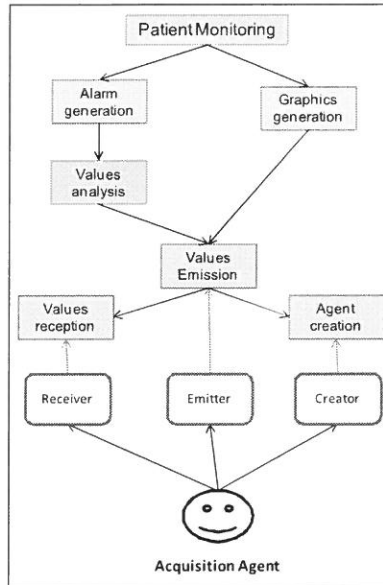 Patient Monitoring
Alarm
generation
Graphics
generation
Values
analysis
Values
Emission
Values
reception
Agent
creation
Receiver
Emitter
Creator
Acquisition Agent